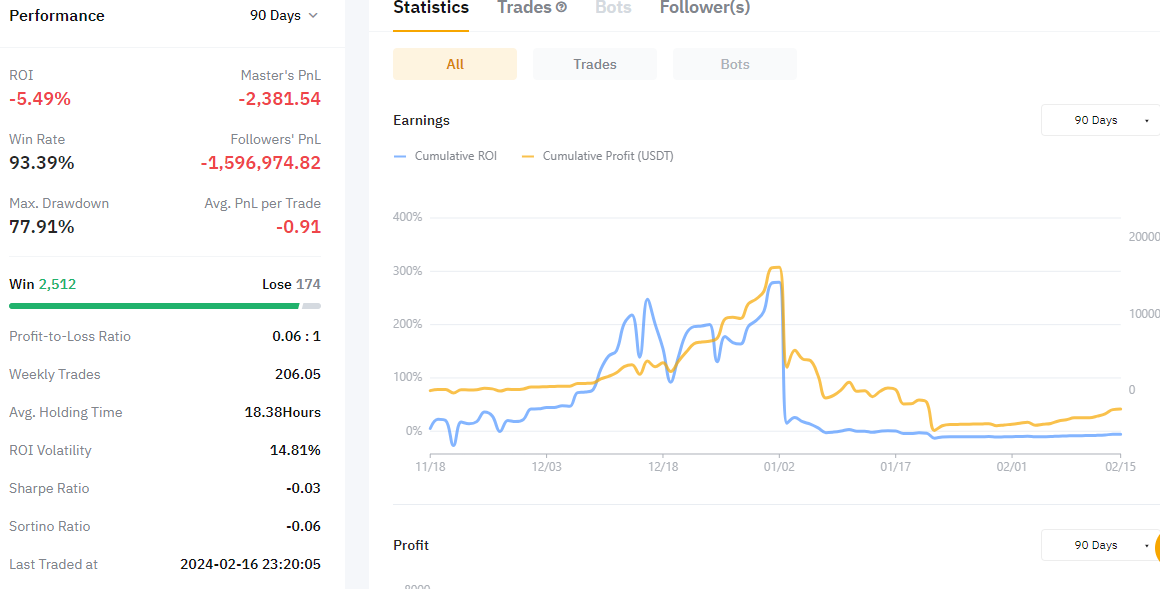 Performance
90 Days
ROI
Master's PnL
-5.49%
-2,381.54
Win Rate
Followers' PnL
93.39%
-1,596,974.82
Max. Drawdown
Avg. PnL per Trade
77.91%
-0.91
Win 2,512
Lose 174
Profit-to-Loss Ratio
0.06 : 1
Weekly Trades
206.05
Avg. Holding Time
18.38Hours
ROI Volatility
14.81%
Sharpe Ratio
-0.03
Sortino Ratio
-0.06
Last Traded at
2024-02-16 23:20:05
Statistics
Trades
Bots
Follower(s)
All
Trades
Bots
Earnings
90 Days
Cumulative ROI
Cumulative Profit (USDT)
400%
20000
300%
200%
10000
100%
0
0%
11/18
12/03
12/18
01/02
01/17
02/01
02/15
Profit
90 Days
8000